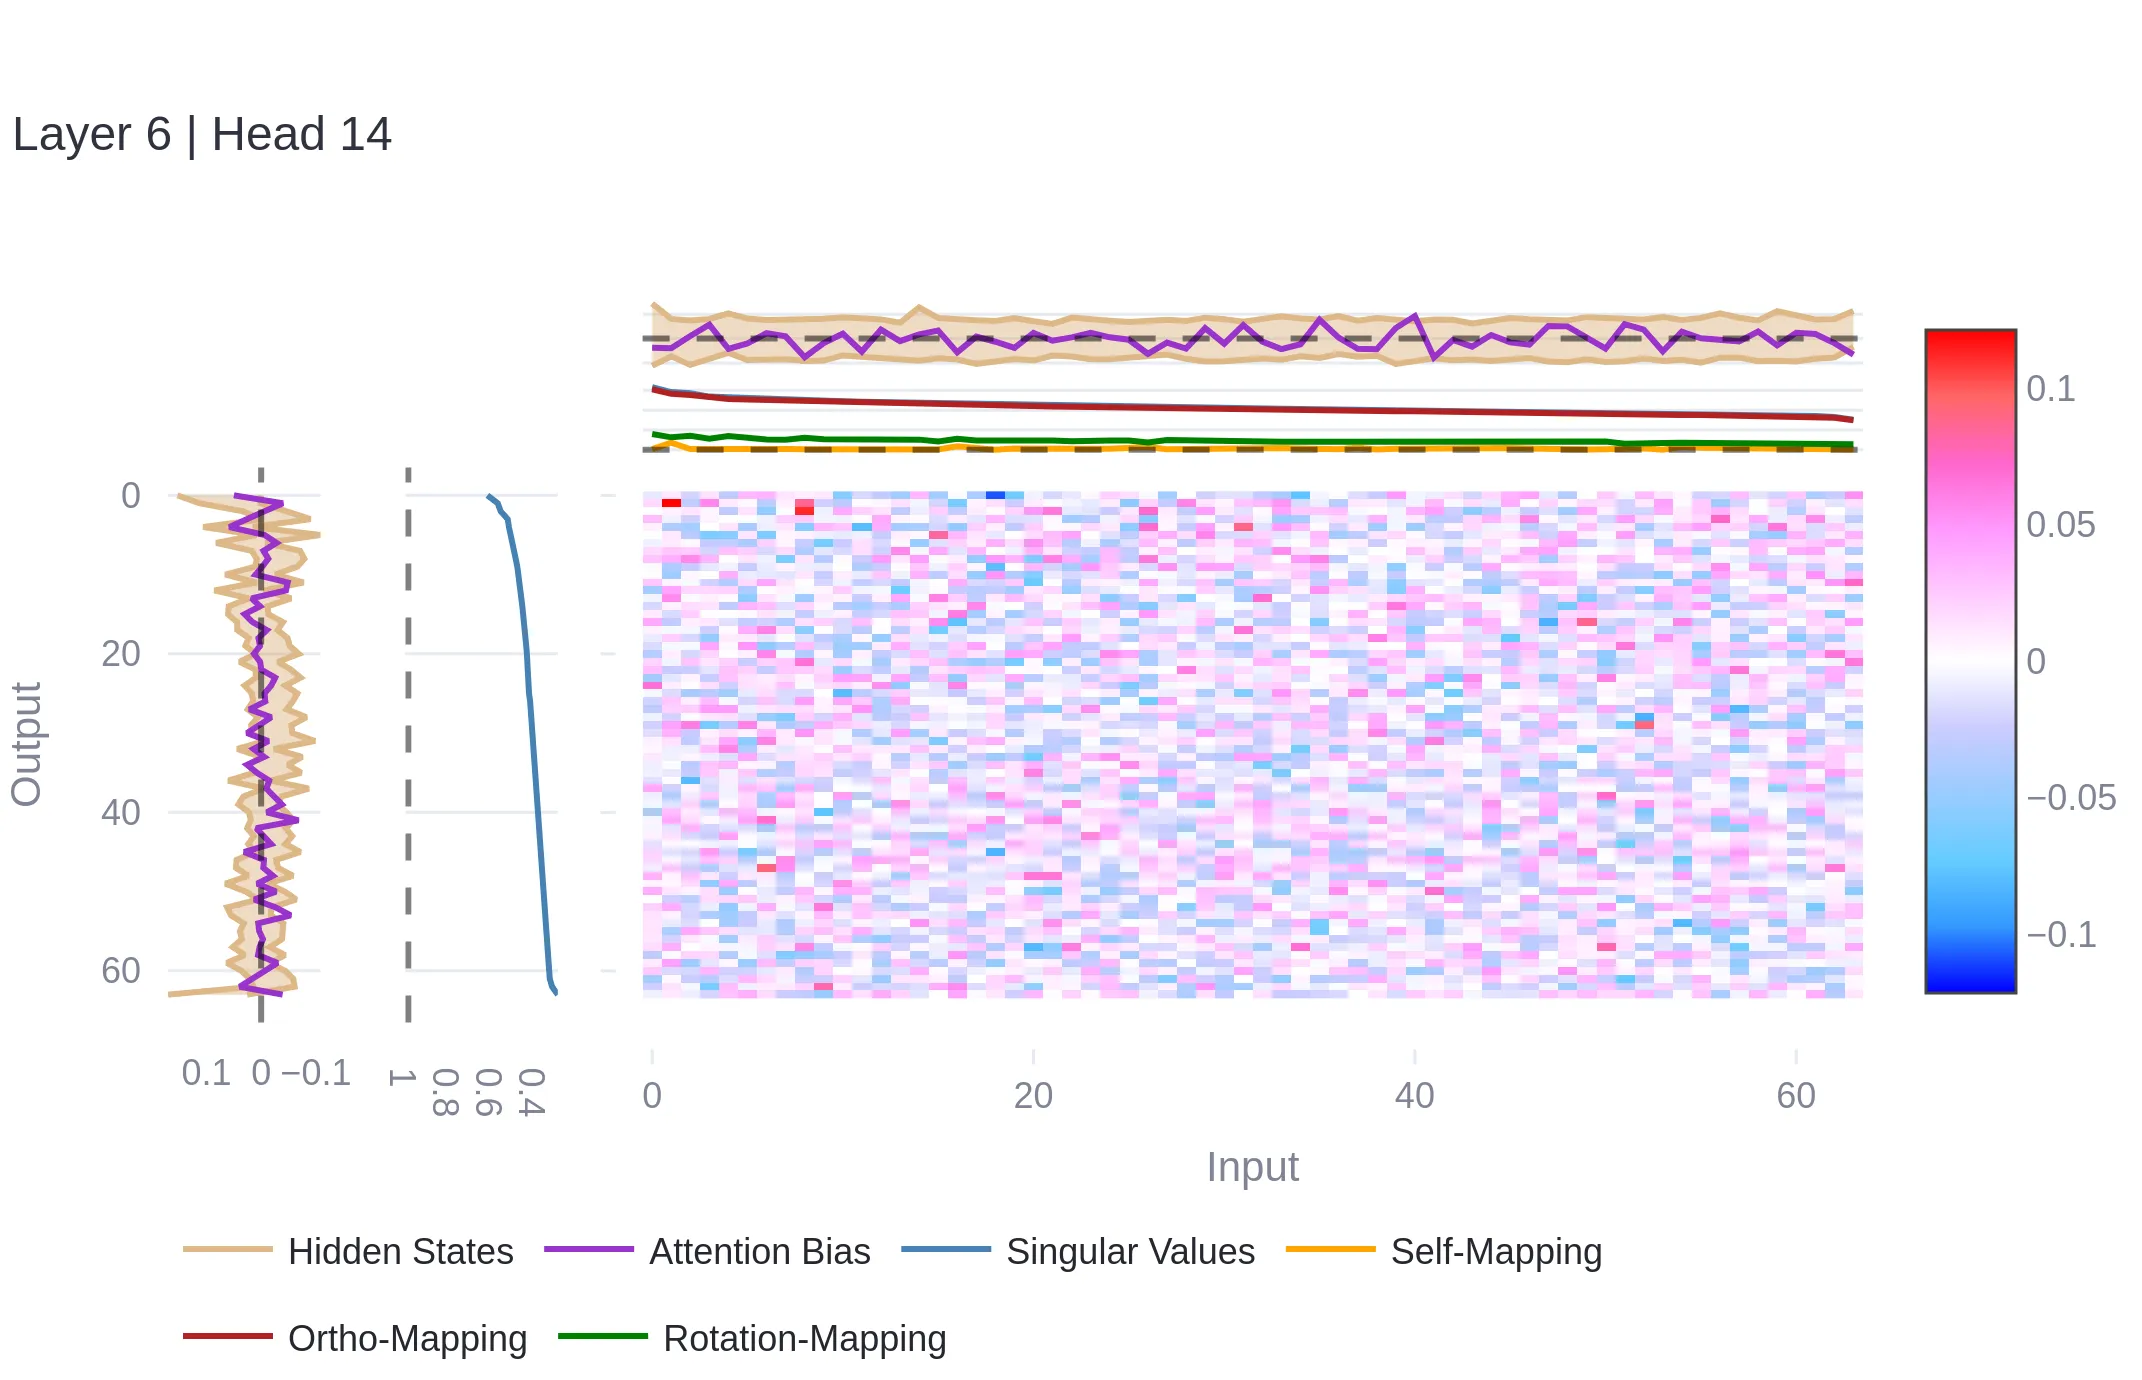 Layer 6 | Head 14
0.1
0.05
0
−0.05
−0.1
0
20
40
60
Output
0.1 0 −0.1
1 0.8 0.6 0.4
0 20 40 60
Input
Hidden States Attention Bias Singular Values Self-Mapping
Ortho-Mapping Rotation-Mapping